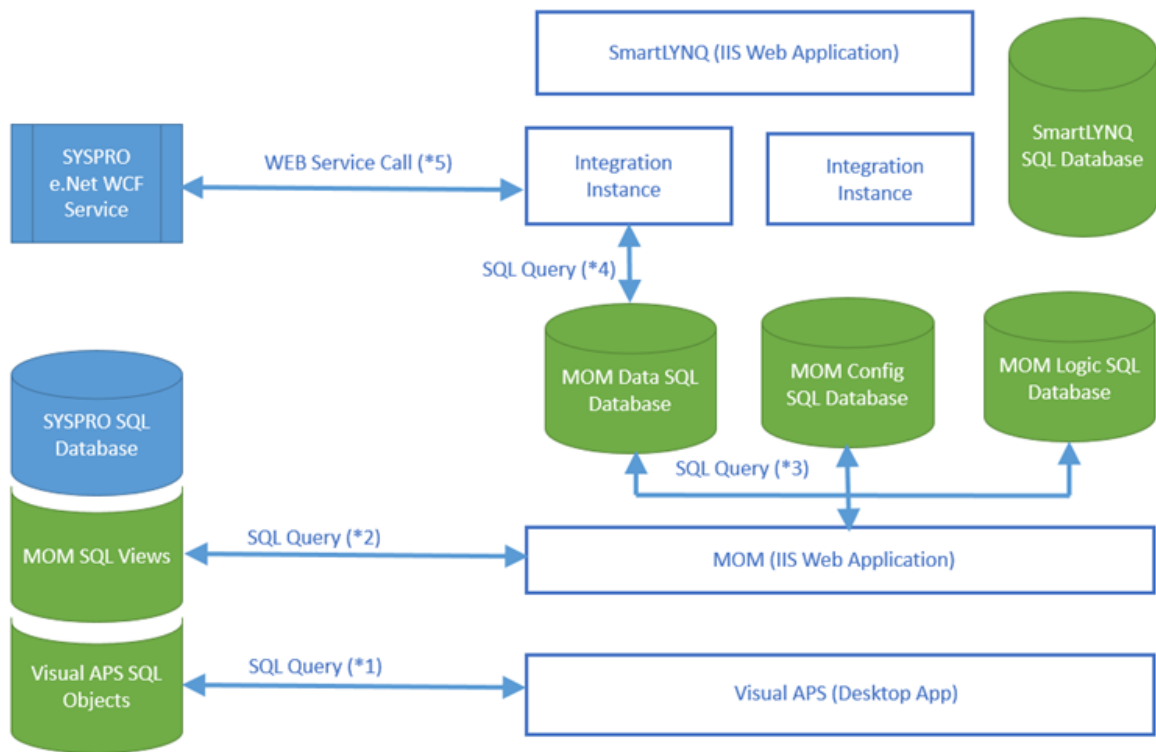 SmartLYNQ (IIS Web Application)
SmartLYNQ
SQL Database
SYSPRO
e.Net WCF
Service
WEB Service Call (*5)
Integration
Instance
Integration
Instance
SQL Query (*4)
MOM Data SQL
Database
MOM Config
SQL Database
MOM Logic SQL
Database
SYSPRO SQL
Database
SQL Query (*3)
MOM SQL Views
SQL Query (*2)
MOM (IIS Web Application)
Visual APS SQL
Objects
SQL Query (*1)
Visual APS (Desktop App)